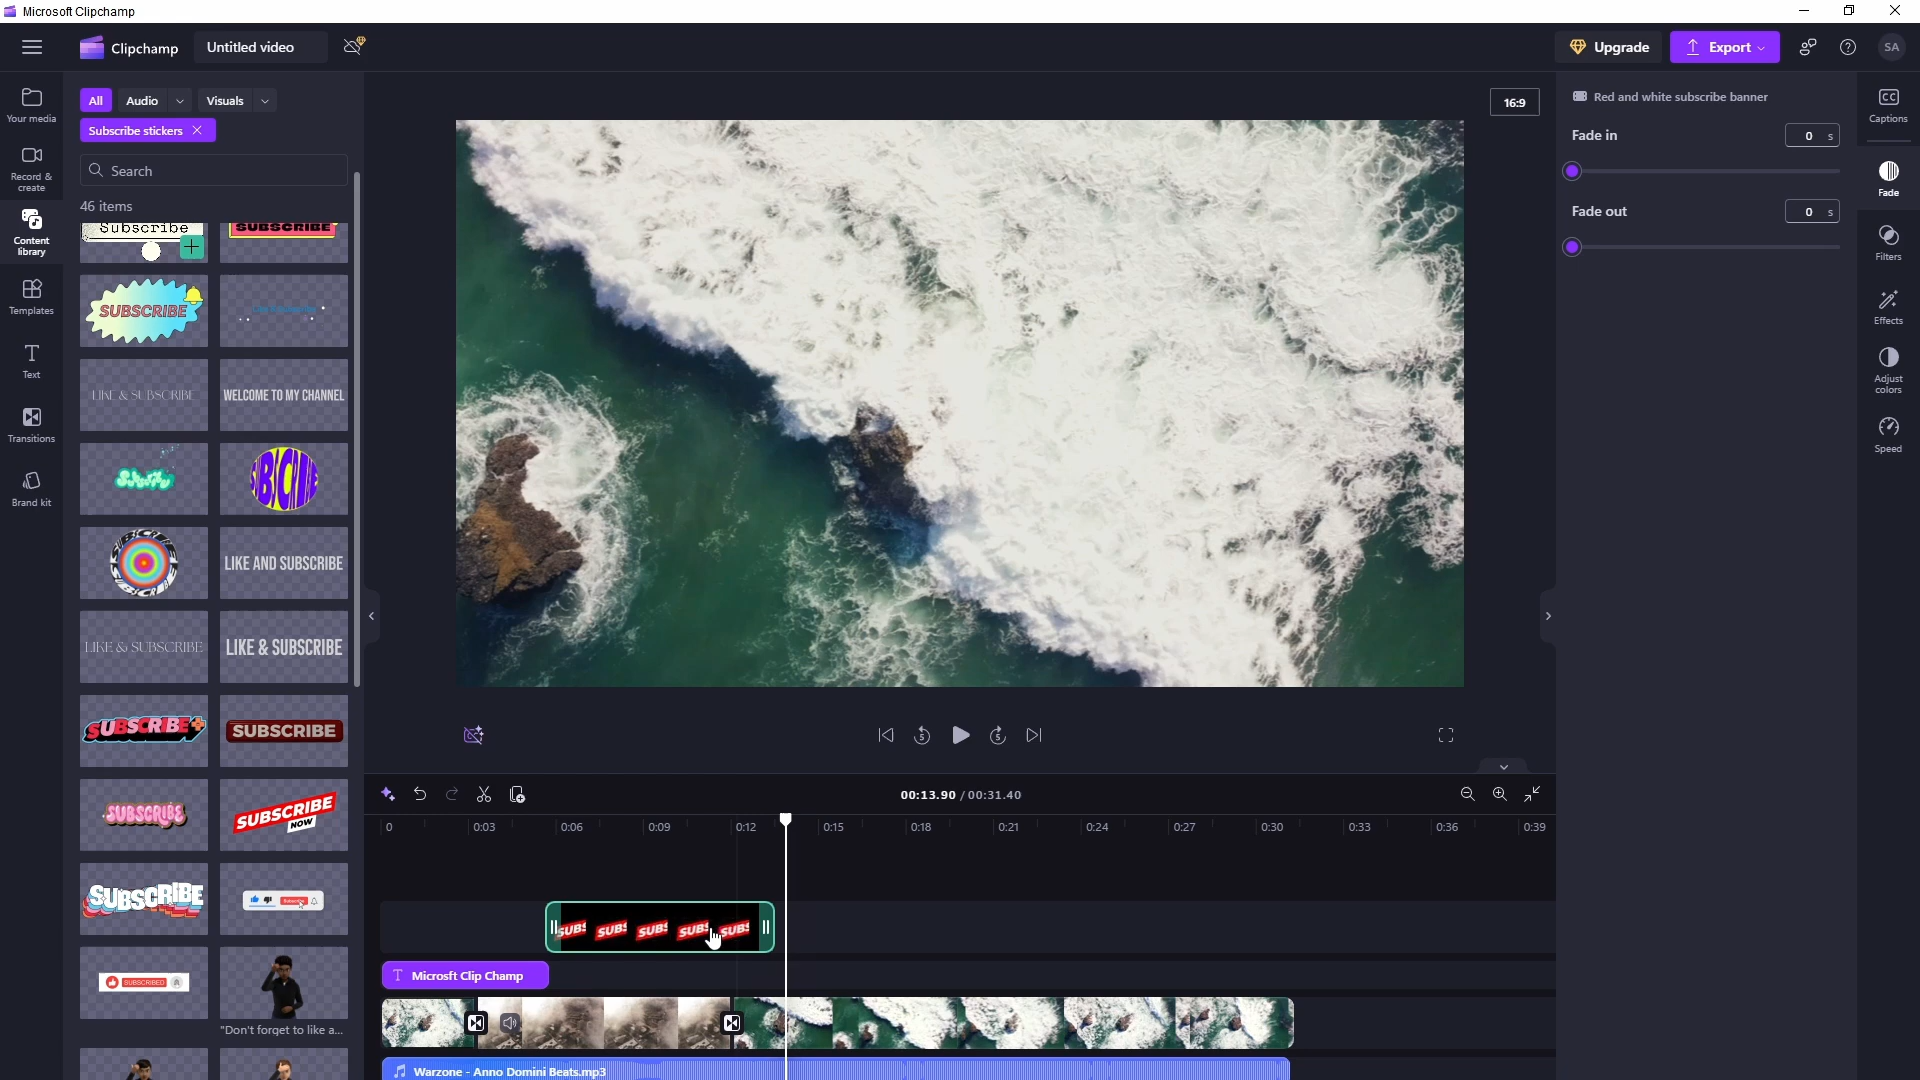 Microsoft Clipchamp
Clipchamp
Untitled video
Upgrade
Export
SA
Your media
Record &
create
Content
library
Templates
Text
Transitions
Brand kit
All
Audio
Visuals
Subscribe stickers
Search
46 items
Subscribe
SUBSCRIBE
SUBSCRIBE
LIKE & SUBSCRIBE
WELCOME TO MY CHANNEL
LIKE AND SUBSCRIBE
LIKE & SUBSCRIBE
LIKE & SUBSCRIBE
SUBSCRIBE
SUBSCRIBE
SUBSCRIBE
SUBSCRIBE
NOW
SUBSCRIBE
SUBSCRIBED
"Don't forget to like a...
16:9
5
5
00:13.90 / 00:31.40
0
0:03
0:06
0:09
0:12
0:15
0:18
0:21
0:24
0:27
0:30
0:33
0:36
0:39
SUBS
SUBS
SUBS
SUBS
SUBS
T Microsft Clip Champ
Warzone - Anno Domini Beats.mp3
Red and white subscribe banner
Fade in
0 s
Fade out
0 s
CC
Captions
Fade
Filters
Effects
Adjust
colors
Speed